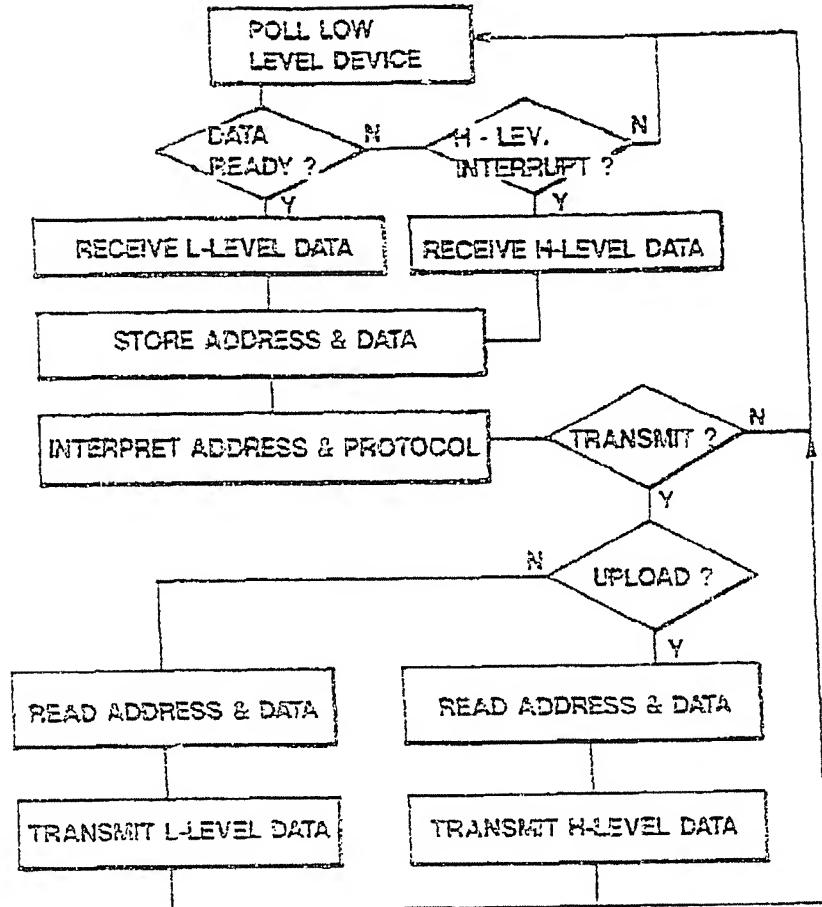 POLL LOW
LEVEL DEVICE
DATA
READY ?
N
H - LEV.
INTERRUPT ?
N
Y
Y
RECEIVE L-LEVEL DATA
RECEIVE H-LEVEL DATA
STORE ADDRESS & DATA
INTERPRET ADDRESS & PROTOCOL
TRANSMIT ?
N
Y
UPLOAD ?
N
Y
READ ADDRESS & DATA
READ ADDRESS & DATA
TRANSMIT L-LEVEL DATA
TRANSMIT H-LEVEL DATA